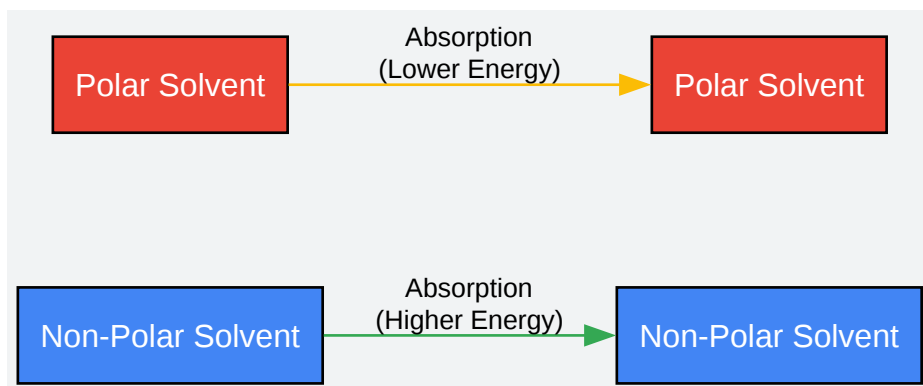 Absorption
(Lower Energy)
Polar Solvent
Polar Solvent
Absorption
(Higher Energy)
Non-Polar Solvent
Non-Polar Solvent